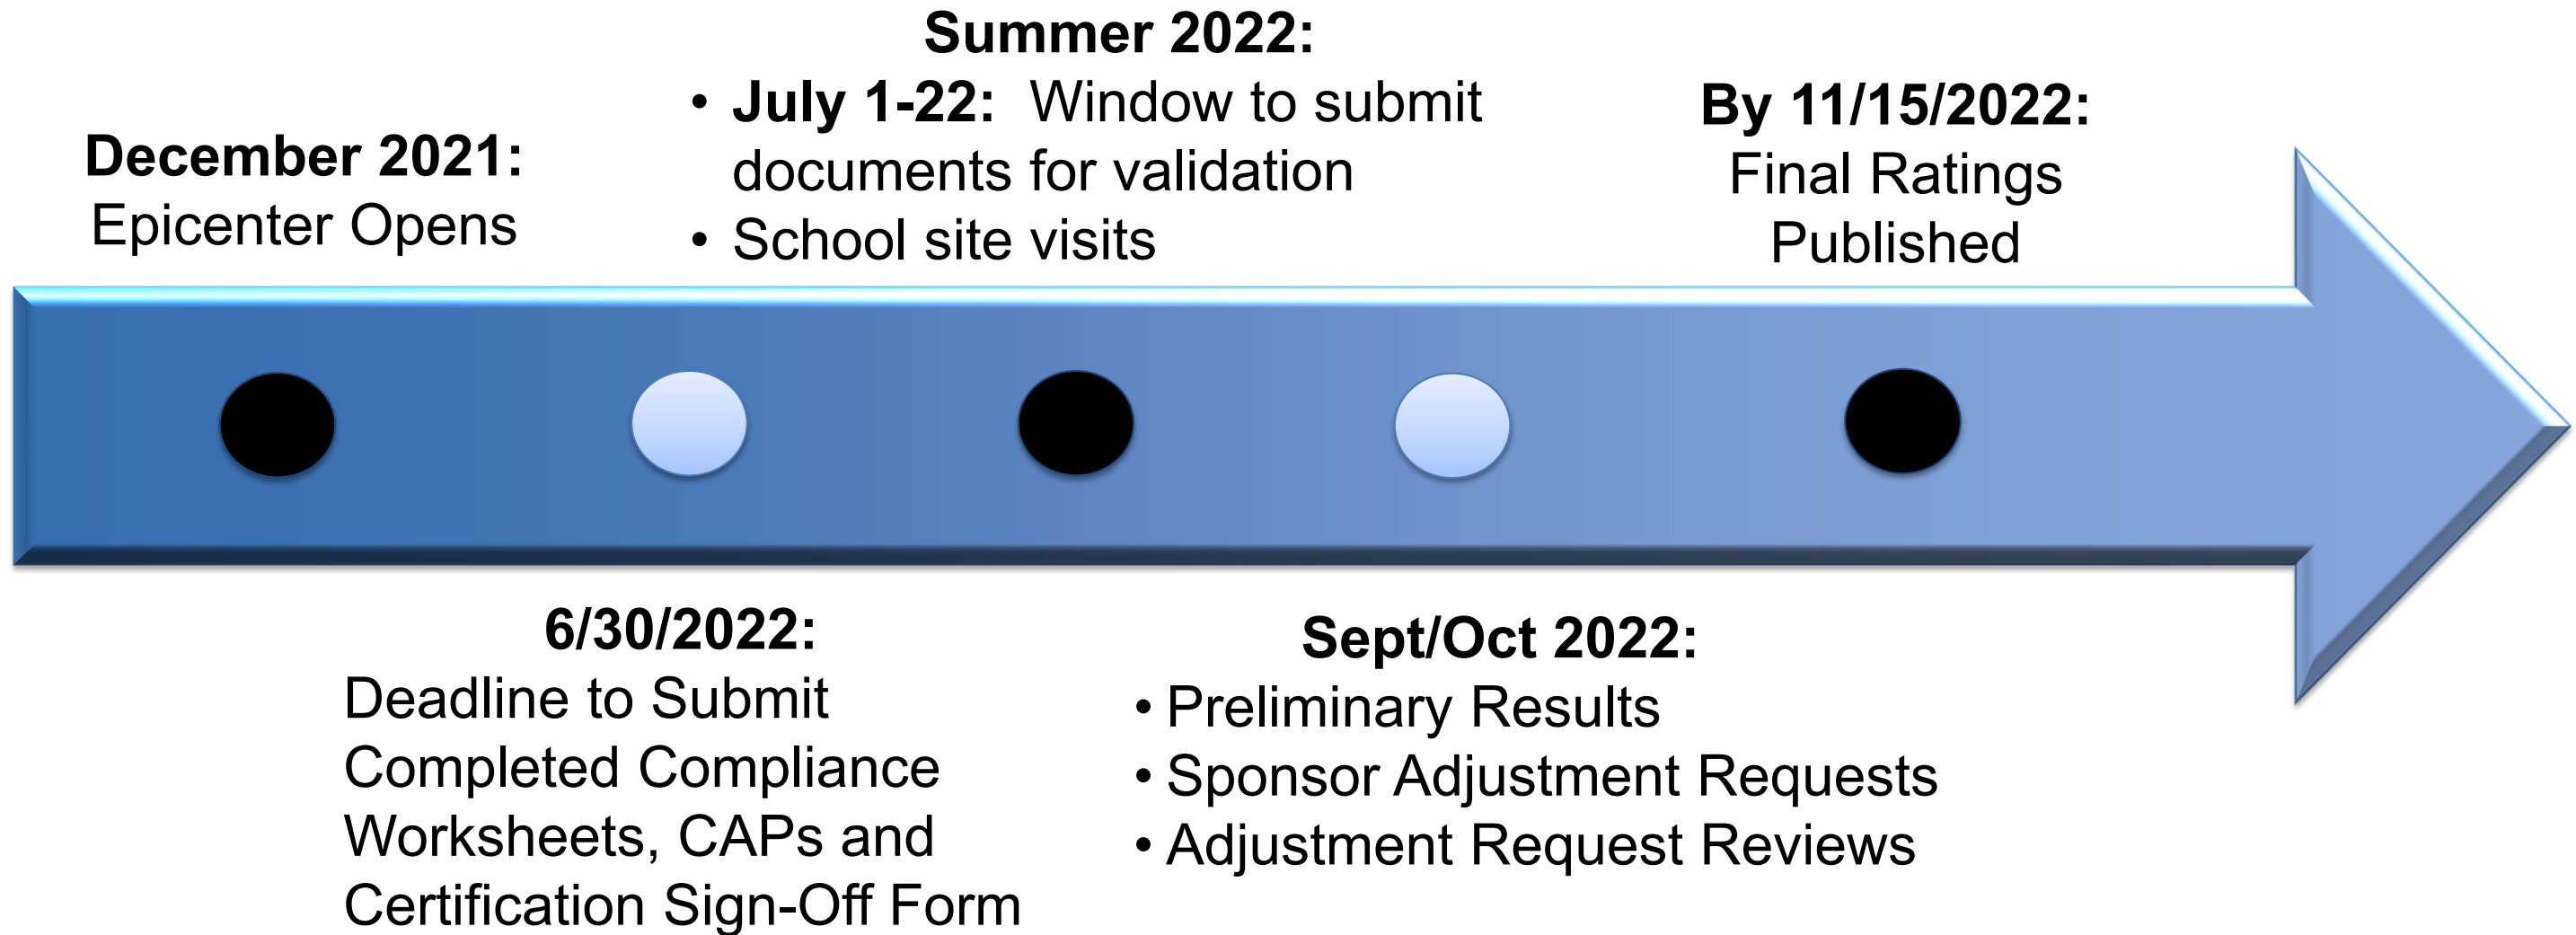 December 2021:
Epicenter Opens
Summer 2022:
• July 1-22: Window to submit
documents for validation
• School site visits
By 11/15/2022:
Final Ratings
Published
6/30/2022:
Deadline to Submit
Completed Compliance
Worksheets, CAPs and
Certification Sign-Off Form
Sept/Oct 2022:
• Preliminary Results
• Sponsor Adjustment Requests
• Adjustment Request Reviews